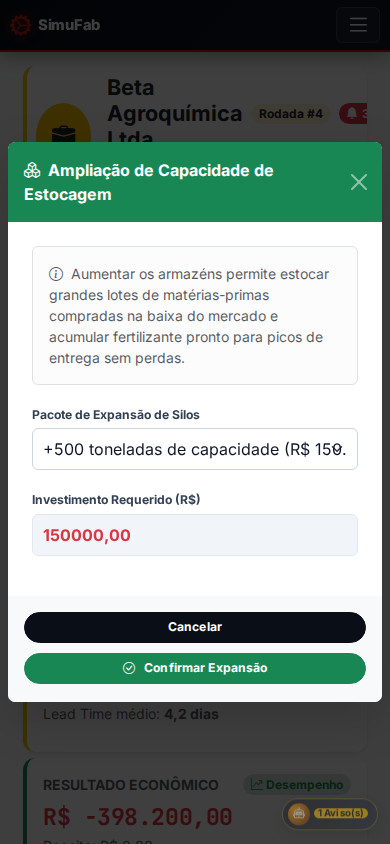 SimuFab
Beta
Agroquímica
Ltda
Rodada #4
Ampliação de Capacidade de
Estocagem
Aumentar os armazéns permite estocar
grandes lotes de matérias-primas
compradas na baixa do mercado e
acumular fertilizante pronto para picos de
entrega sem perdas.
Pacote de Expansão de Silos
+500 toneladas de capacidade (R$ 150.
Investimento Requerido (R$)
150000,00
Cancelar
Confirmar Expansão
Lead Time médio: 4,2 dias
RESULTADO ECONÔMICO
Desempenho
R$ -398.200,00
1 Aviso(s)